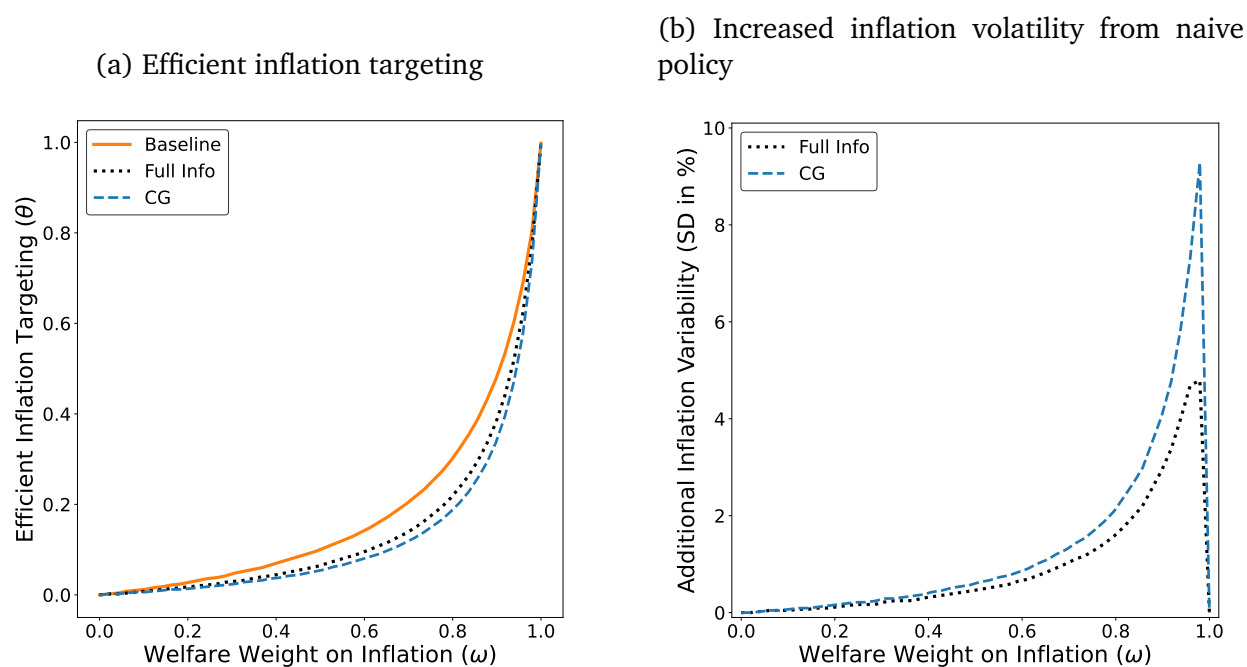 (a) Efficient inflation targeting
Efficient Inflation Targeting (θ)
1.0
0.8
0.6
0.4
0.2
0.0
Baseline
Full Info
CG
0.0 0.2 0.4 0.6 0.8 1.0
Welfare Weight on Inflation (ω)
(b) Increased inflation volatility from naive
policy
Additional Inflation Variability (SD in %)
10
8
6
4
2
0
Full Info
CG
0.0 0.2 0.4 0.6 0.8 1.0
Welfare Weight on Inflation (ω)